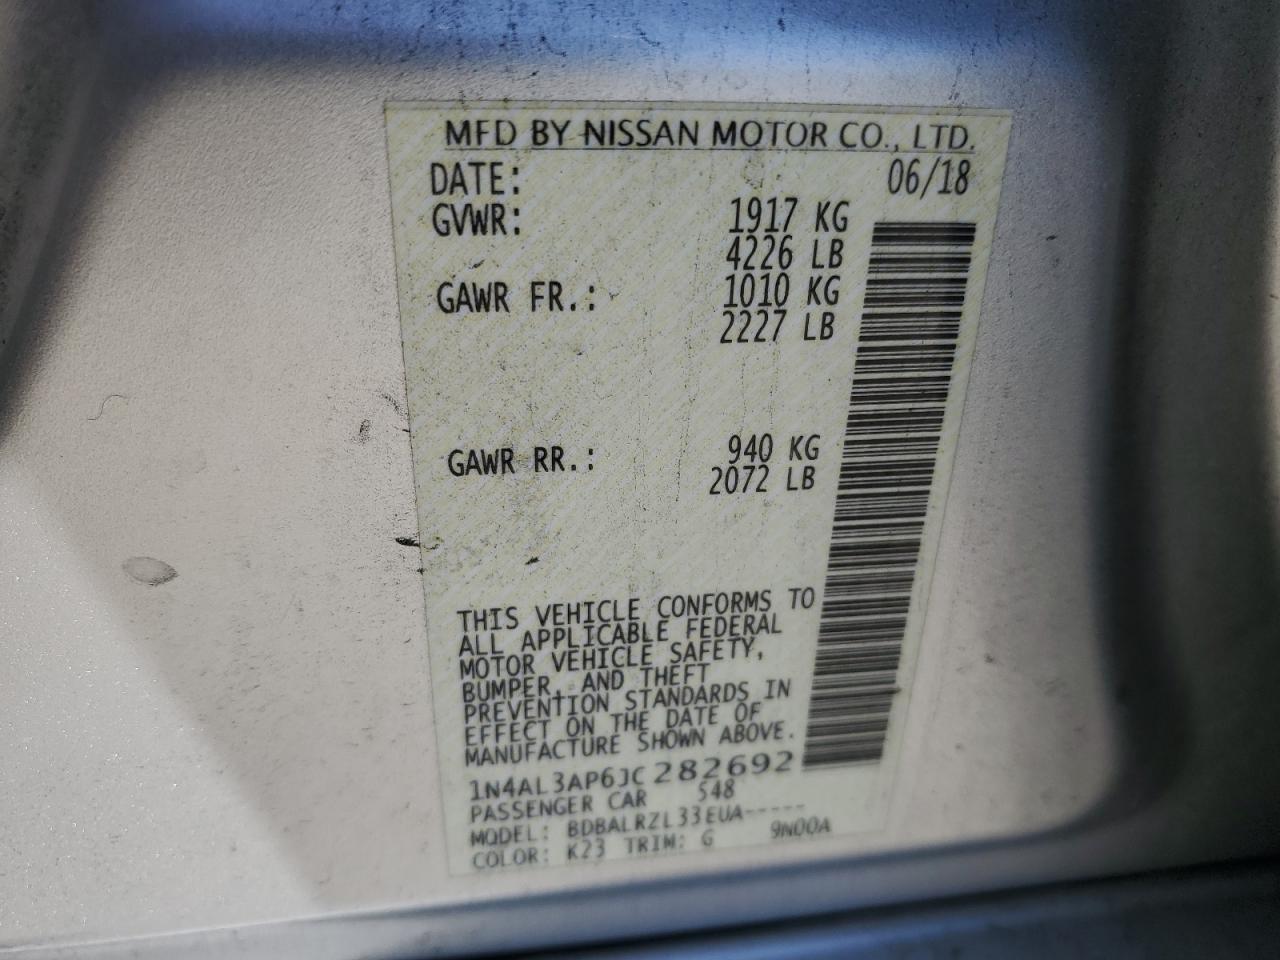 MFD BY NISSAN MOTOR CO., LTD.
DATE: 06/18
GVWR: 1917 KG
4226 LB
GAWR FR.: 1010 KG
2227 LB
GAWR RR.: 940 KG
2072 LB
THIS VEHICLE CONFORMS TO
ALL APPLICABLE FEDERAL
MOTOR VEHICLE SAFETY,
BUMPER, AND THEFT
PREVENTION STANDARDS IN
EFFECT ON THE DATE OF
MANUFACTURE SHOWN ABOVE.
1N4AL3AP6JC282692
PASSENGER CAR 548
MODEL: BDBALRZL33EUA-----
COLOR: K23 TRIM: G 9N00A